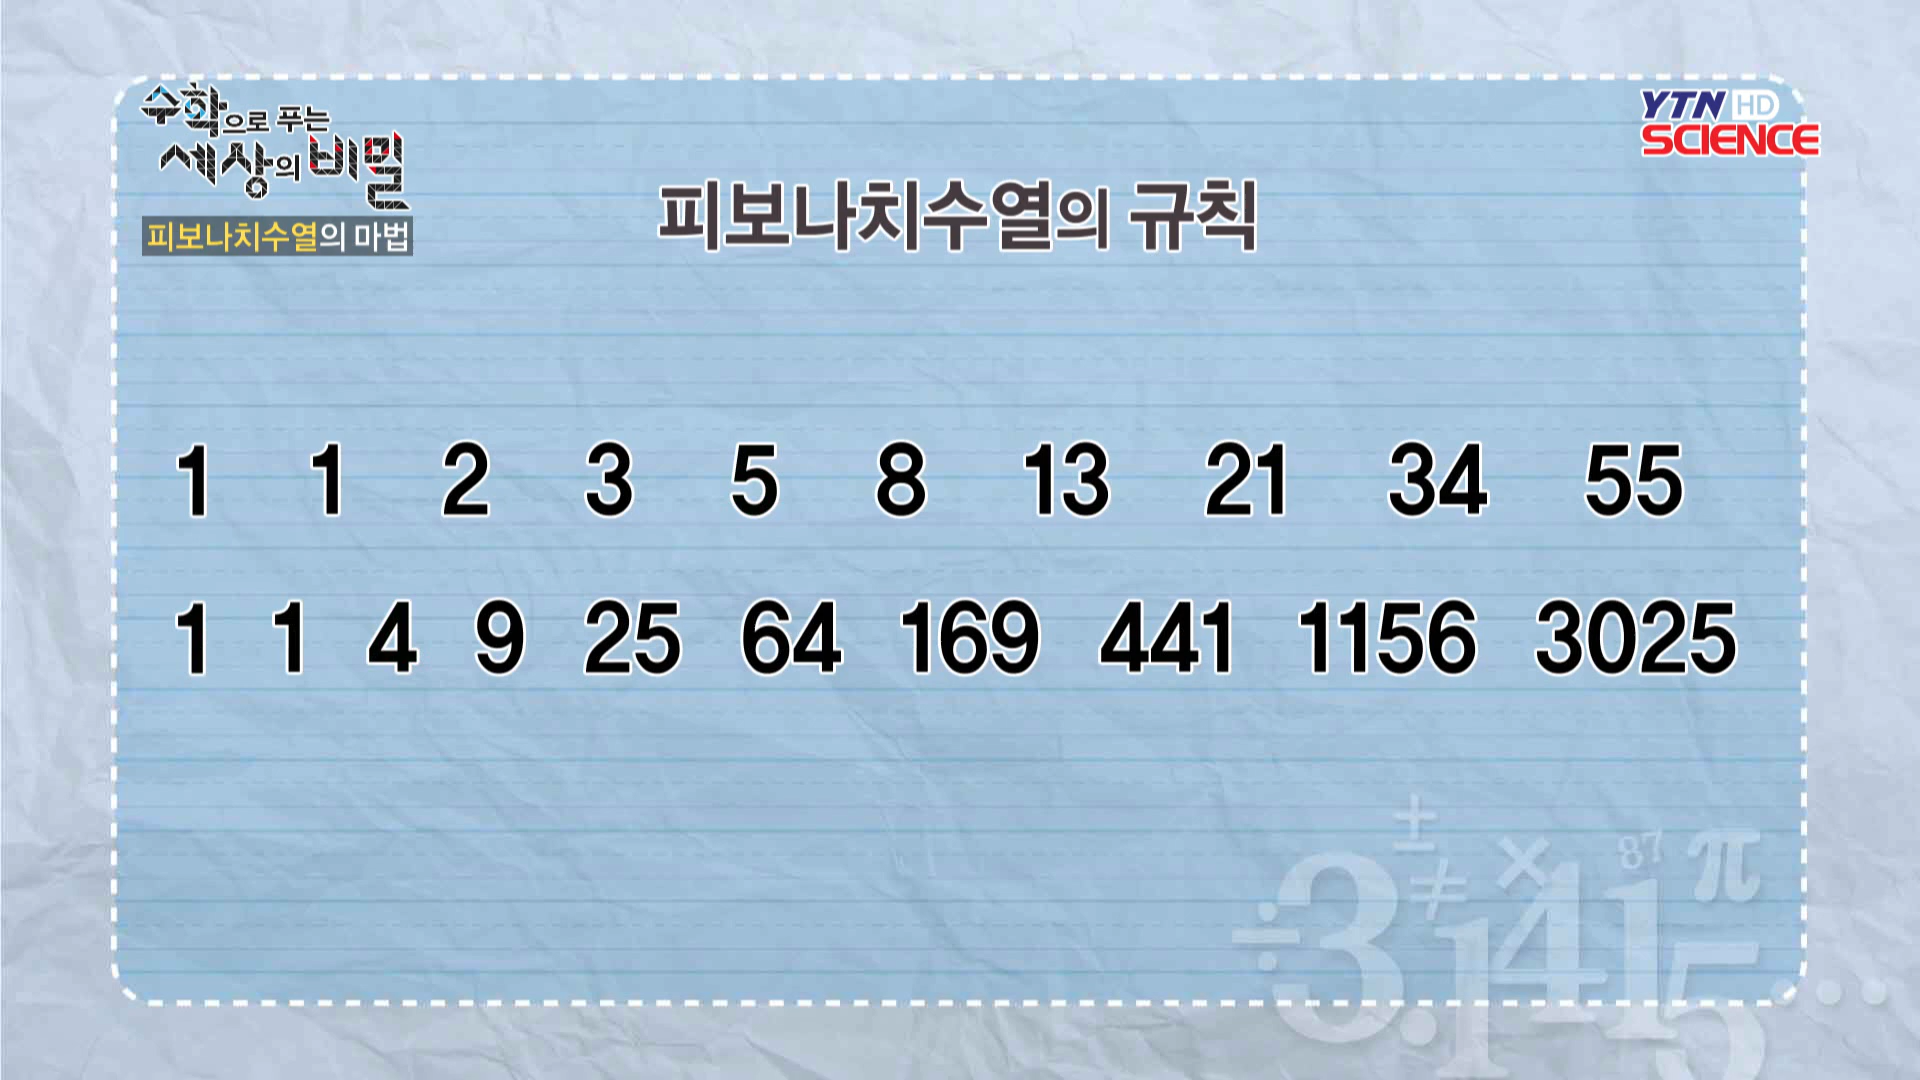 수학으로 푸는
세상의 비밀
피보나치수열의 마법
YTN HD
SCIENCE
피보나치수열의 규칙
1 1 2 3 5 8 13 21 34 55
1 1 4 9 25 64 169 441 1156 3025
± ≠ × 87 π
÷ 3.1415...